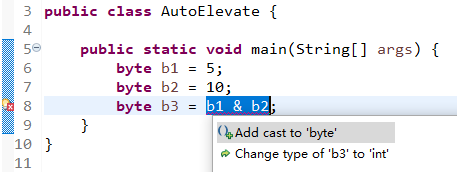 3 public class AutoElevate {
4
5 public static void main(String[] args) {
6 byte b1 = 5;
7 byte b2 = 10;
8 byte b3 = b1 & b2;
9 }
10 }
11
Add cast to 'byte'
Change type of 'b3' to 'int'